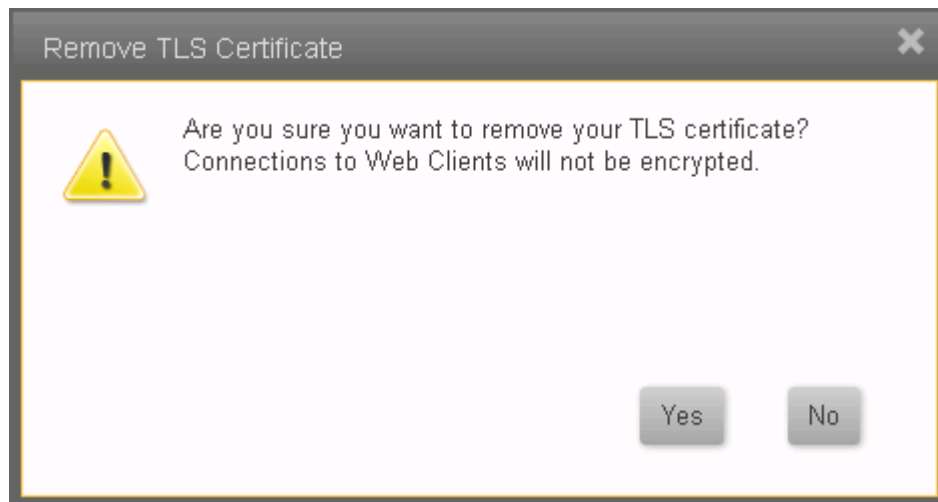 Remove TLS Certificate
Are you sure you want to remove your TLS certificate?
Connections to Web Clients will not be encrypted.
Yes
No